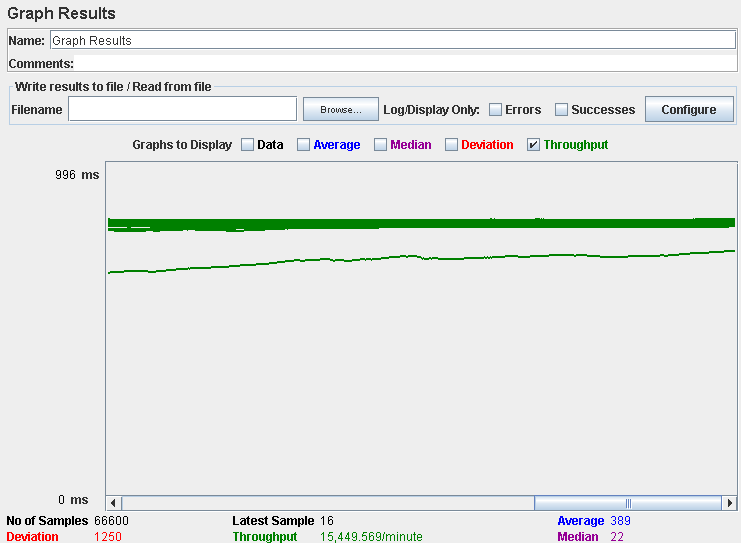 Graph Results
Name: Graph Results
Comments:
Write results to file / Read from file
Filename Browse... Log/Display Only: Errors Successes Configure
Graphs to Display Data Average Median Deviation Throughput
996 ms
0 ms
No of Samples 66600 Latest Sample 16 Average 389
Deviation 1250 Throughput 15,449.569/minute Median 22